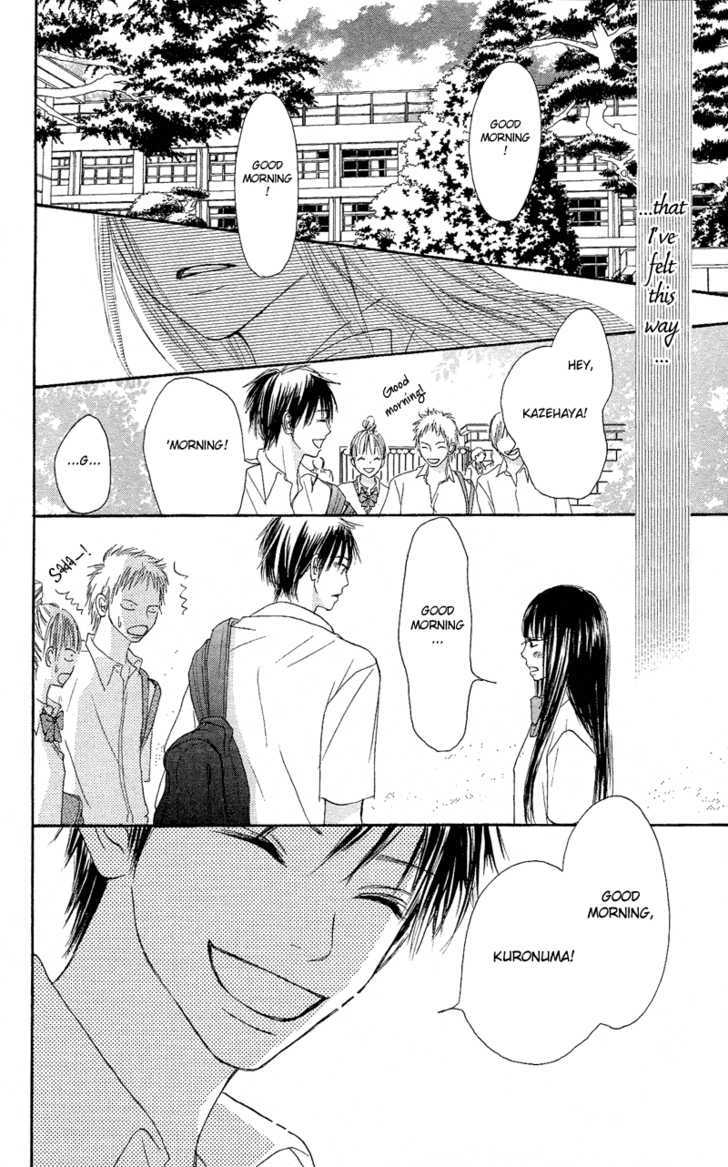 ...that
I've
felt
this
way
...
GOOD
MORNING
!
GOOD
MORNING
!
HEY,
KAZEHAYA!
Good
morning!
'MORNING!
...G...
GOOD
MORNING
...
SADA—!
GOOD
MORNING,
KURONUMA!